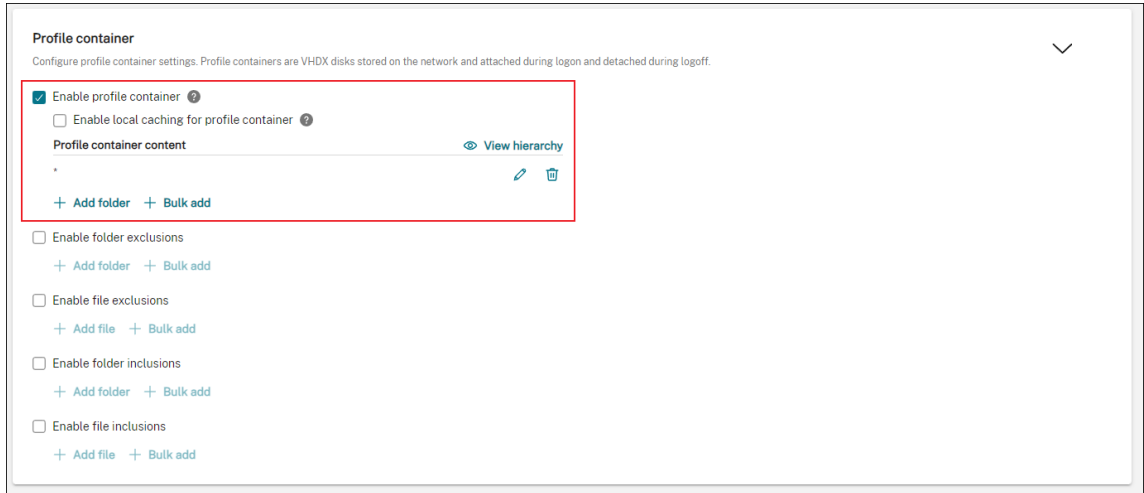 Profile container
Configure profile container settings. Profile containers are VHDX disks stored on the network and attached during logon and detached during logoff.
Enable profile container ?
Enable local caching for profile container ?
Profile container content View hierarchy
*
+ Add folder + Bulk add
Enable folder exclusions
+ Add folder + Bulk add
Enable file exclusions
+ Add file + Bulk add
Enable folder inclusions
+ Add folder + Bulk add
Enable file inclusions
+ Add file + Bulk add